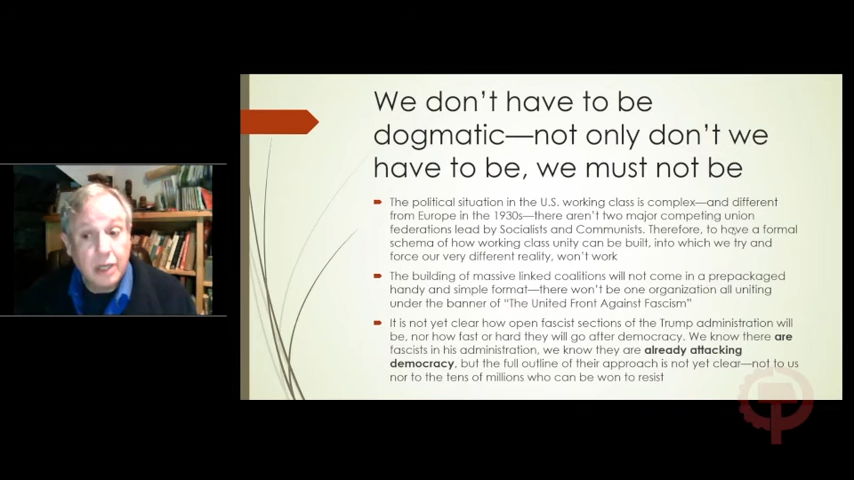 We don't have to be
dogmatic—not only don't we
have to be, we must not be
The political situation in the U.S. working class is complex—and different
from Europe in the 1930s—there aren't two major competing union
federations lead by Socialists and Communists. Therefore, to have a formal
schema of how working class unity can be built, into which we try and
force our very different reality, won't work
The building of massive linked coalitions will not come in a prepackaged
handy and simple format—there won't be one organization all uniting
under the banner of "The United Front Against Fascism"
It is not yet clear how open fascist sections of the Trump administration will
be, nor how fast or hard they will go after democracy. We know there are
fascists in his administration, we know they are already attacking
democracy, but the full outline of their approach is not yet clear—not to us
nor to the tens of millions who can be won to resist